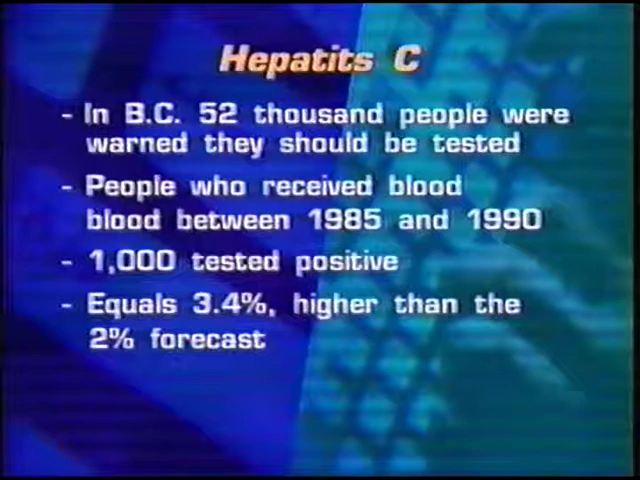 Hepatits C
- In B.C. 52 thousand people were
warned they should be tested
- People who received blood
blood between 1985 and 1990
- 1,000 tested positive
- Equals 3.4%, higher than the
2% forecast